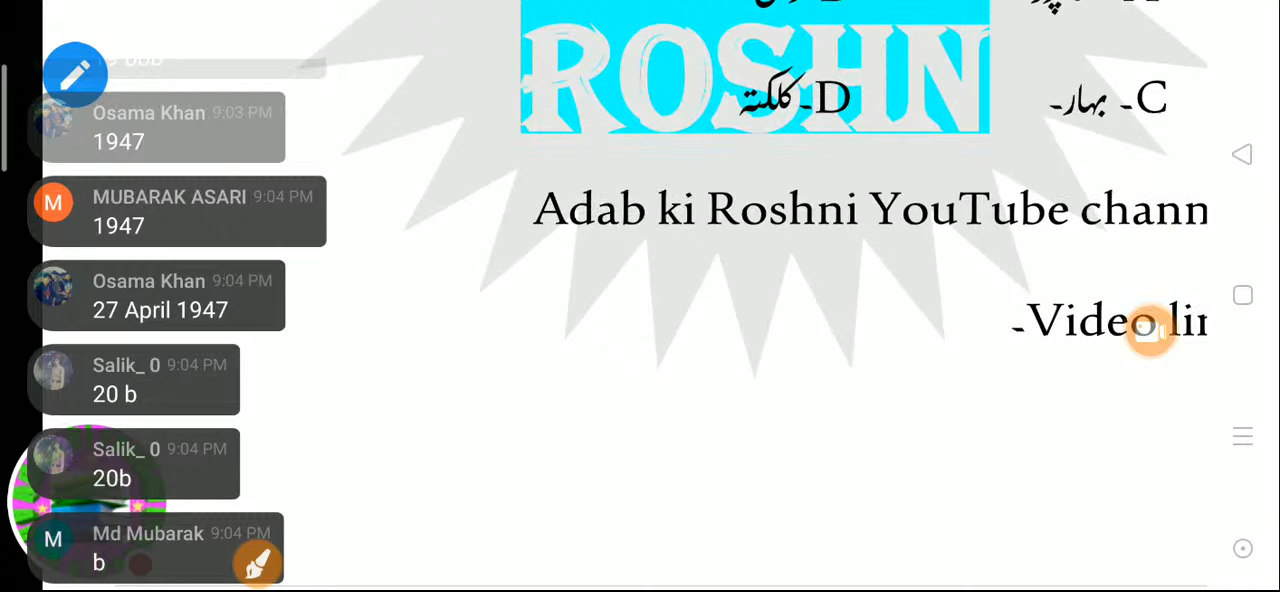 Osama Khan 9:03 PM
1947
MUBARAK ASARI 9:04 PM
1947
Osama Khan 9:04 PM
27 April 1947
Salik_ 0 9:04 PM
20 b
Salik_ 0 9:04 PM
20b
Md Mubarak 9:04 PM
b
ROSHN
C۔ بہار۔ D۔کلکتہ
Adab ki Roshni YouTube chann
-Video
M
M